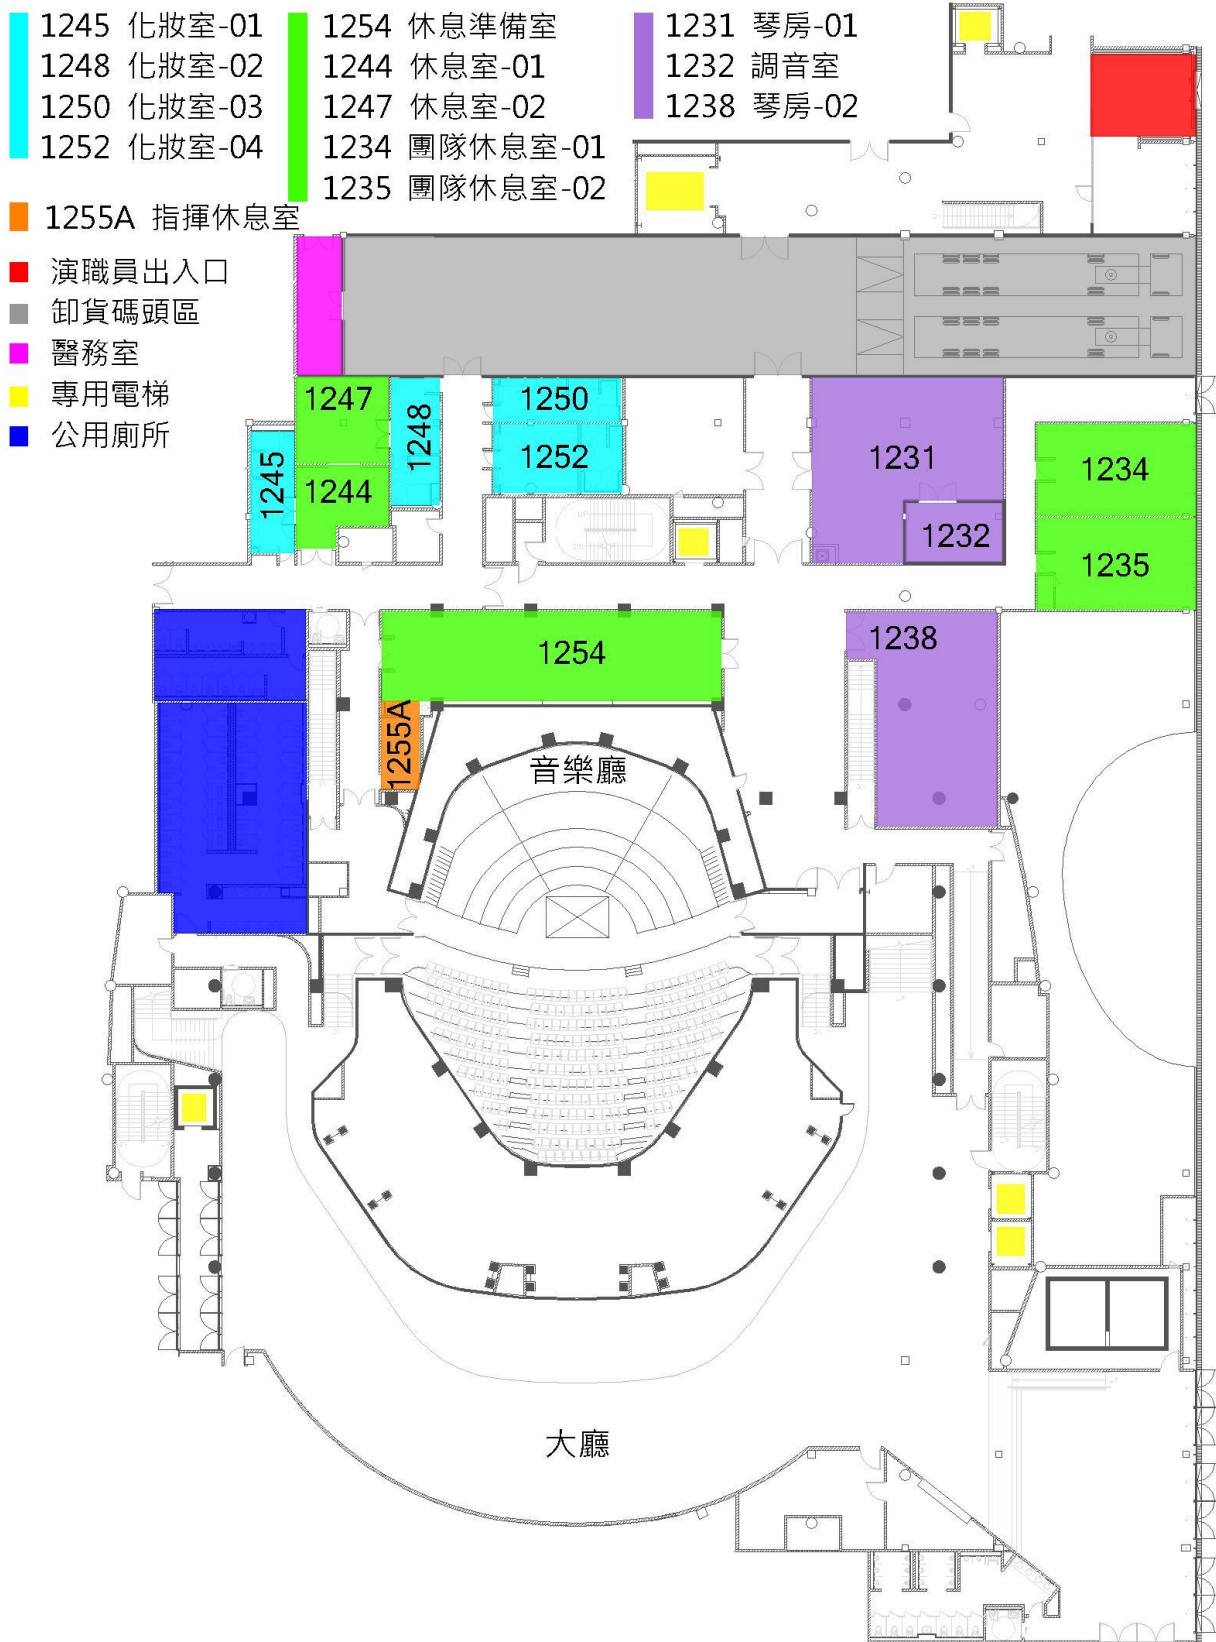 1245 化妝室-01
1248 化妝室-02
1250 化妝室-03
1252 化妝室-04
1254 休息準備室
1244 休息室-01
1247 休息室-02
1234 團隊休息室-01
1235 團隊休息室-02
1231 琴房-01
1232 調音室
1238 琴房-02
1255A 指揮休息室
演職員出入口
卸貨碼頭區
醫務室
專用電梯
公用廁所
1247
1248
1250
1252
1245
1244
1231
1232
1234
1235
1254
1238
1255A
音樂廳
大廳